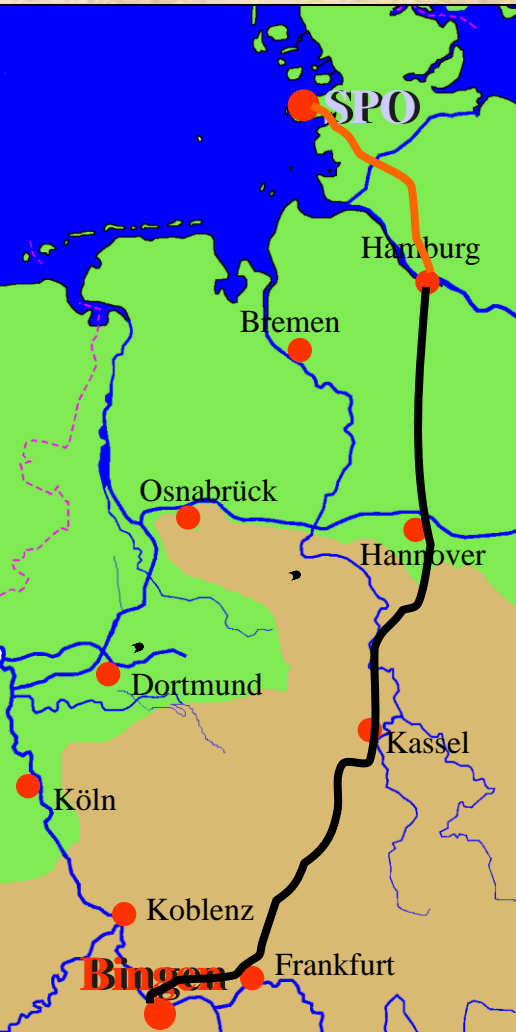 SPO
Hamburg
Bremen
Osnabrück
Hannover
Dortmund
Kassel
Köln
Koblenz
Frankfurt
Bingen